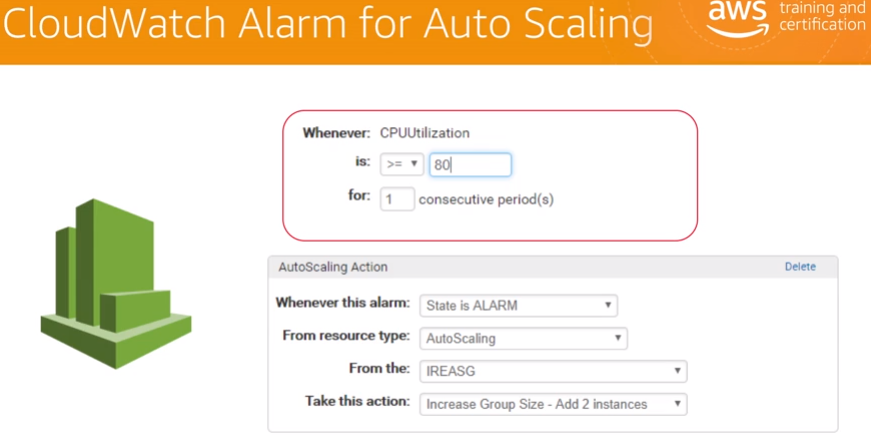 CloudWatch Alarm for Auto Scaling
aws training and
certification
Whenever: CPUUtilization
is: >= 80
for: 1 consecutive period(s)
AutoScaling Action Delete
Whenever this alarm: State is ALARM
From resource type: AutoScaling
From the: IREASG
Take this action: Increase Group Size - Add 2 instances